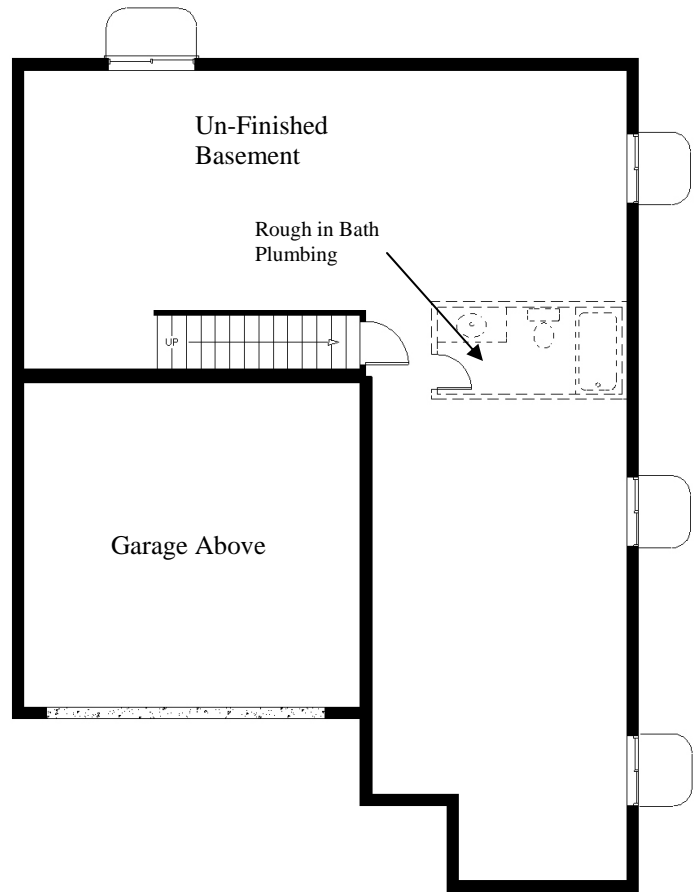 Un-Finished
Basement
Rough in Bath
Plumbing
UP
Garage Above